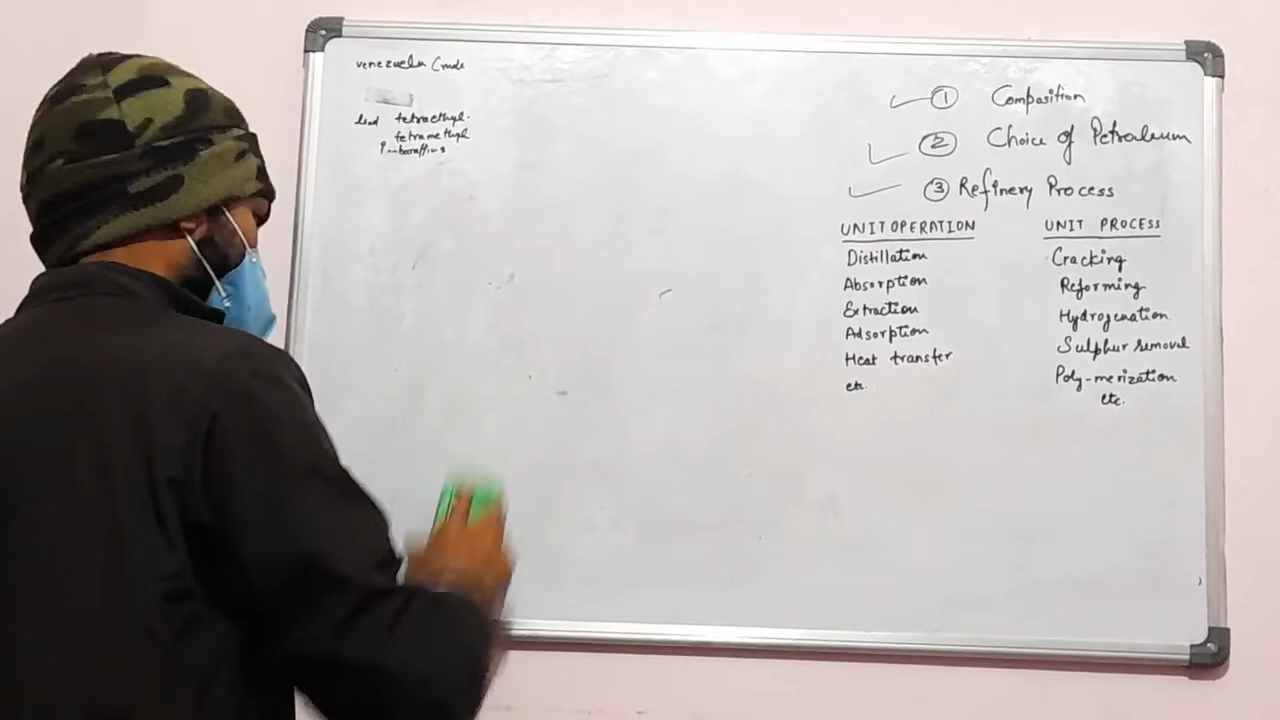 venezuela Crude
lead tetraethyl.
tetramethyl
① Composition
② Choice of Petroleum
③ Refinery Process
UNIT OPERATION
Distillation
Absorption
Extraction
Adsorption
Heat transfer
etc.
UNIT PROCESS
Cracking
Reforming
Hydrogenation.
Sulphur removal
Poly-merization
etc.